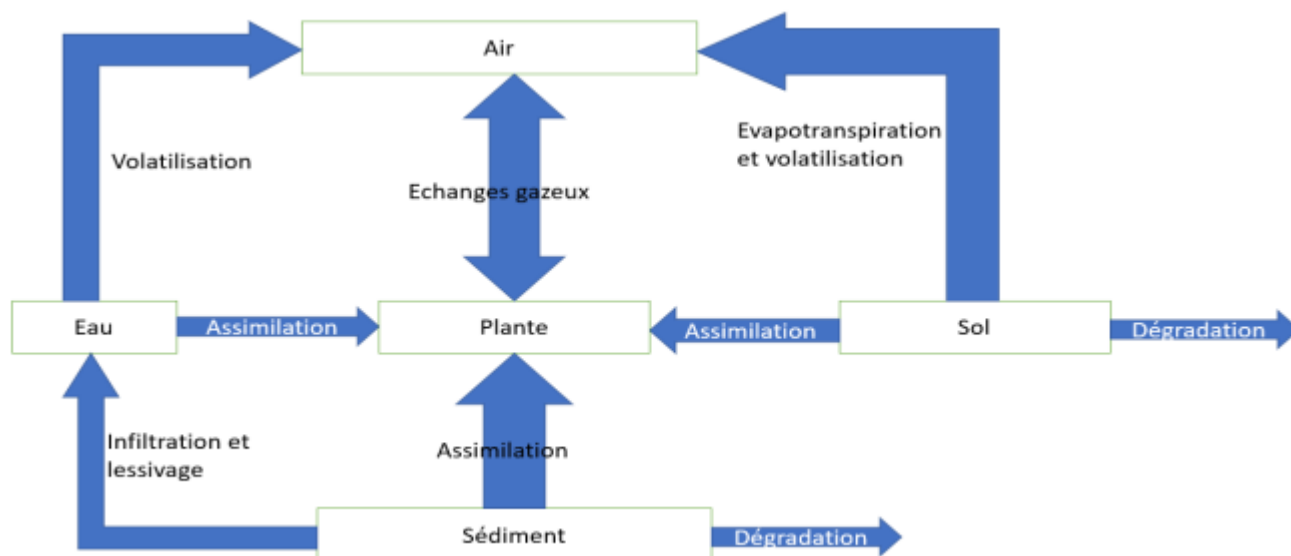 Air
Volatilisation
Evapotranspiration
et volatilisation
Echanges gazeux
Eau
Assimilation
Plante
Assimilation
Sol
Dégradation
Infiltration et
lessivage
Assimilation
Sédiment
Dégradation